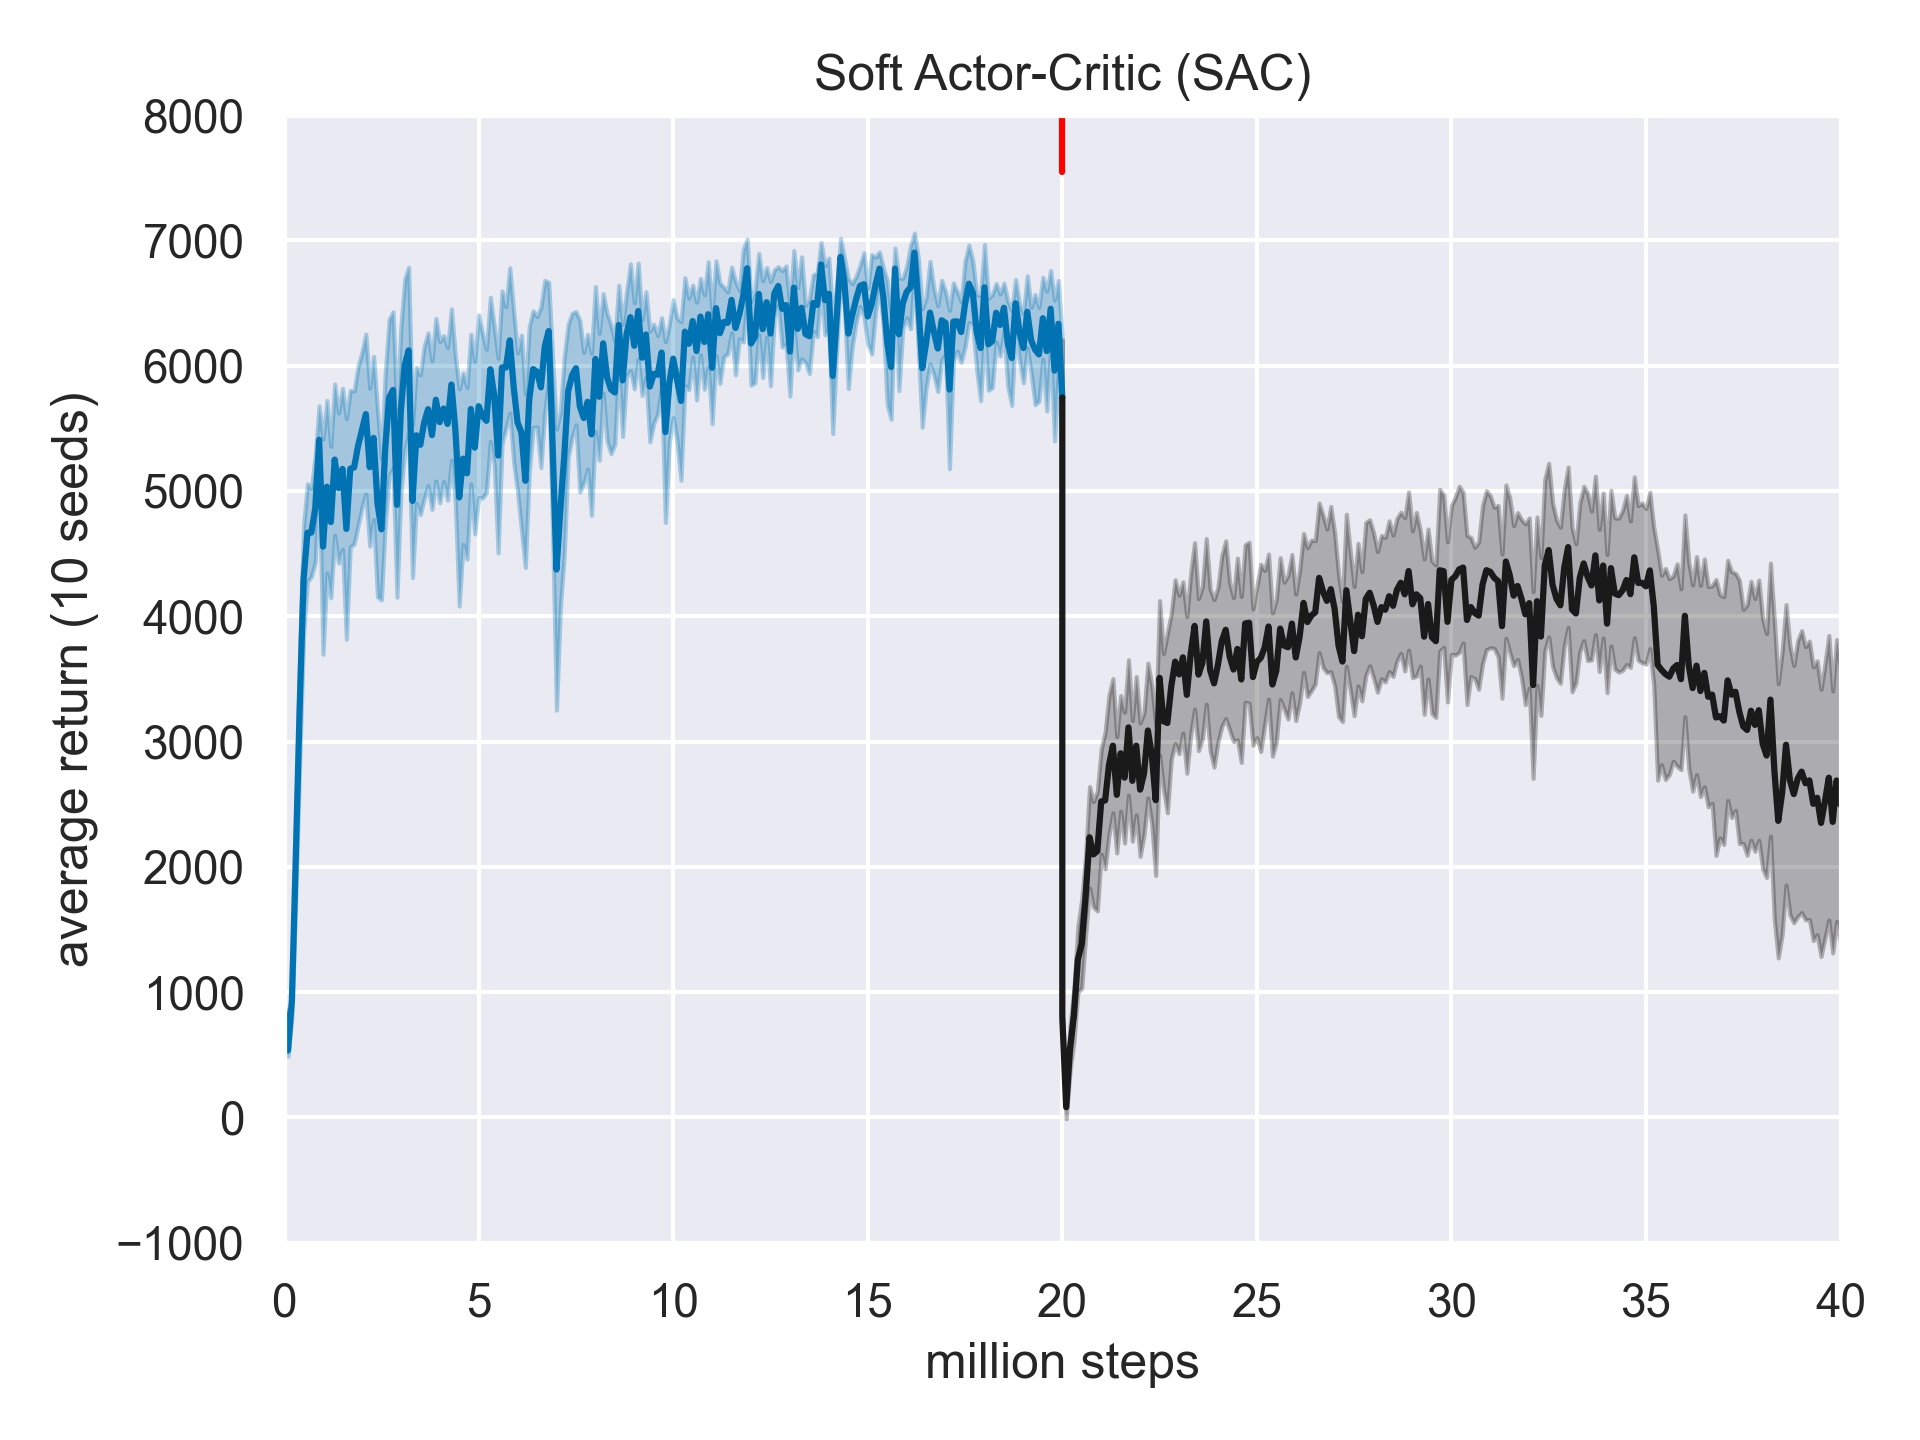 Soft Actor-Critic (SAC)
8000
7000
6000
5000
4000
3000
2000
1000
0
−1000
average return (10 seeds)
0 5 10 15 20 25 30 35 40
million steps